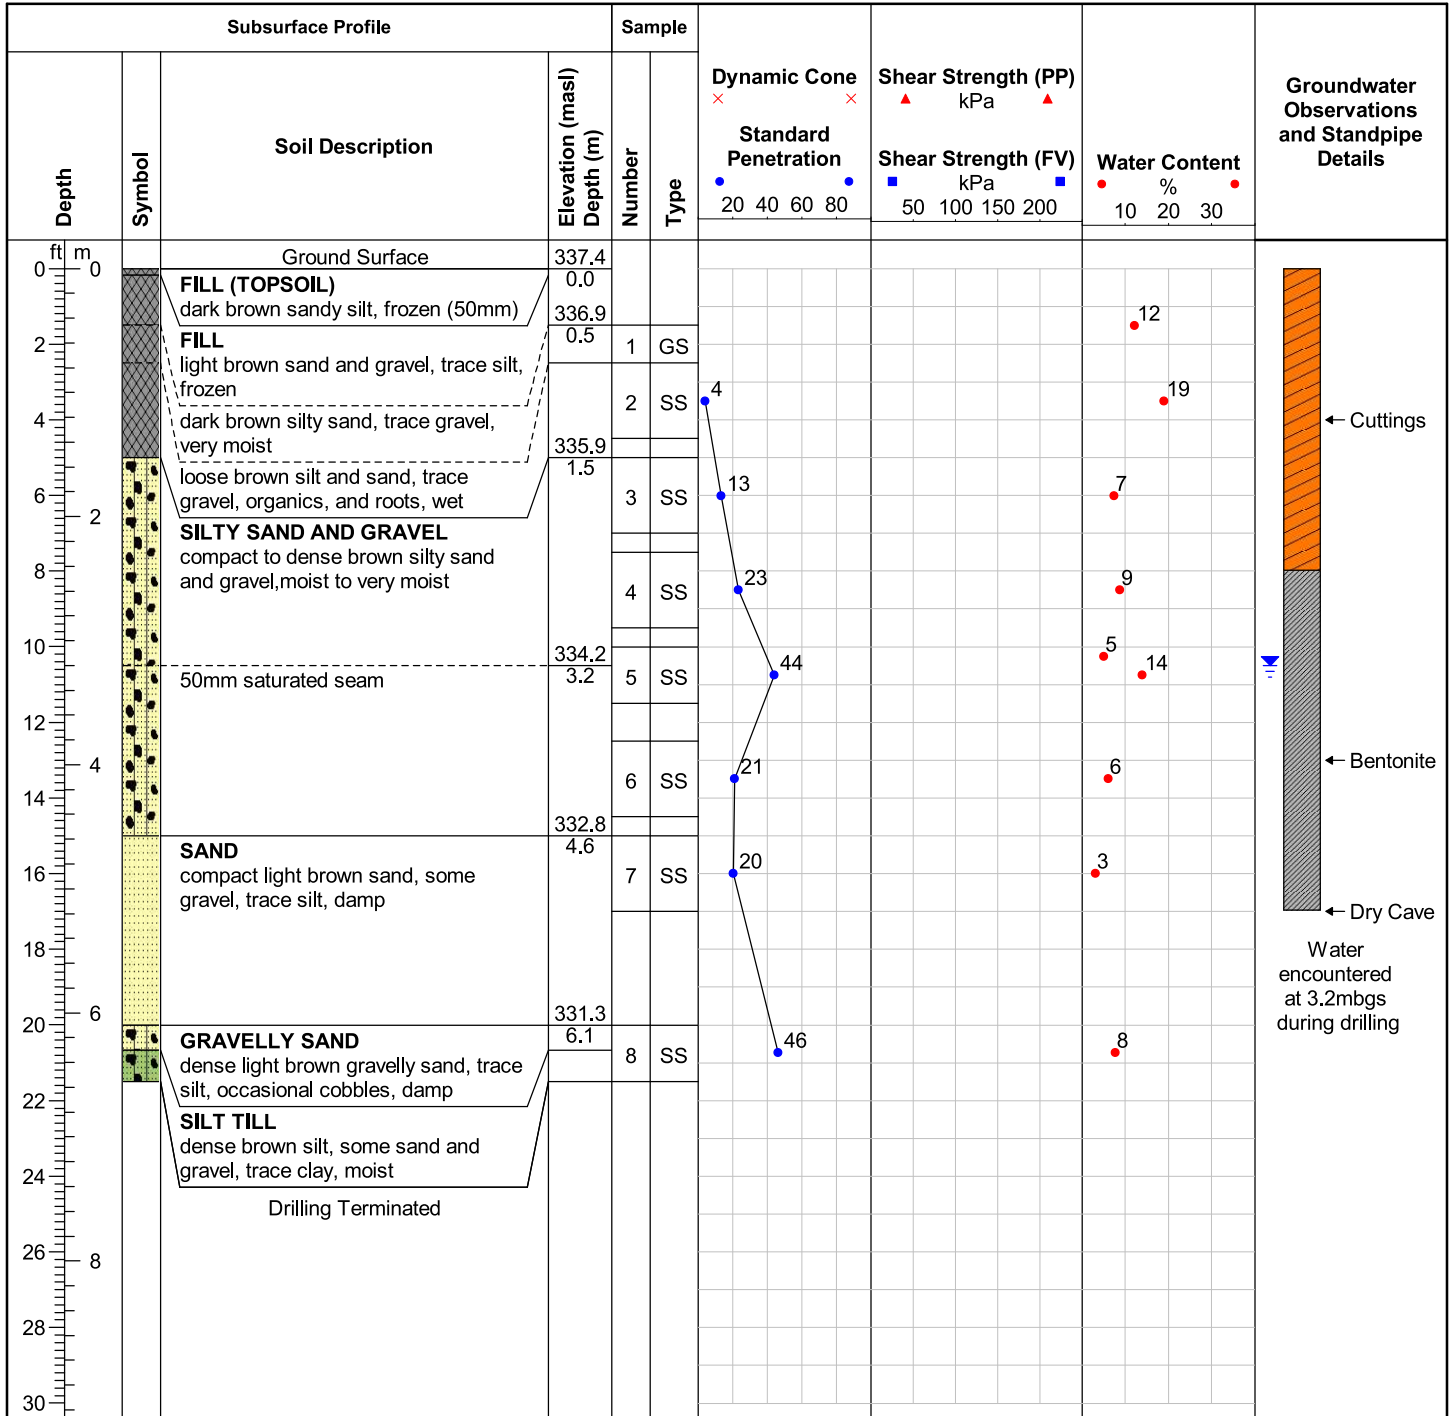 Subsurface Profile
Sample
Depth
Symbol
Soil Description
Elevation (masl)
Depth (m)
Number
Type
Dynamic Cone
Standard
Penetration
20 40 60 80
Shear Strength (PP)
kPa
Shear Strength (FV)
kPa
50 100 150 200
Water Content
%
10 20 30
Groundwater
Observations
and Standpipe
Details
ft m
0 0
2
4
6
2
8
10
12
4
14
16
18
6
20
22
24
26
8
28
30
Ground Surface
337.4
0.0
FILL (TOPSOIL)
dark brown sandy silt, frozen (50mm)
336.9
0.5
FILL
light brown sand and gravel, trace silt,
frozen
dark brown silty sand, trace gravel,
very moist
335.9
1.5
loose brown silt and sand, trace
gravel, organics, and roots, wet
SILTY SAND AND GRAVEL
compact to dense brown silty sand
and gravel,moist to very moist
334.2
3.2
50mm saturated seam
332.8
4.6
SAND
compact light brown sand, some
gravel, trace silt, damp
331.3
6.1
GRAVELLY SAND
dense light brown gravelly sand, trace
silt, occasional cobbles, damp
SILT TILL
dense brown silt, some sand and
gravel, trace clay, moist
Drilling Terminated
1 GS
2 SS
3 SS
4 SS
5 SS
6 SS
7 SS
8 SS
4
13
23
44
21
20
46
12
19
7
9
5
14
6
3
8
Cuttings
Bentonite
Dry Cave
Water
encountered
at 3.2mbgs
during drilling